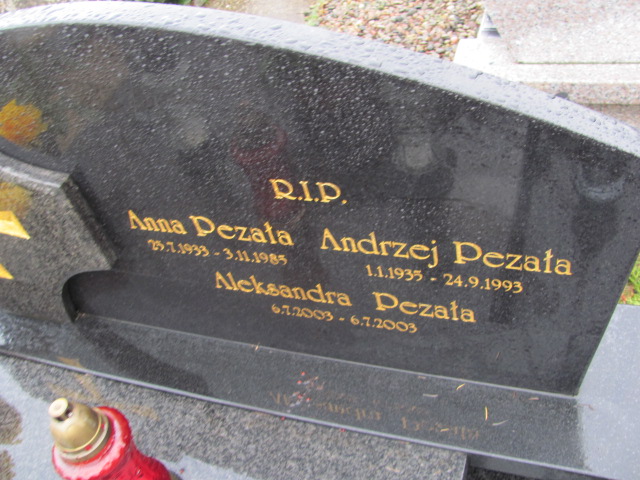 R.I.P.
Anna Pezała Andrzej Pezała
25.7.1933 - 3.11.1985 1.1.1935 - 24.9.1993
Aleksandra Pezała
6.7.2003 - 6.7.2003